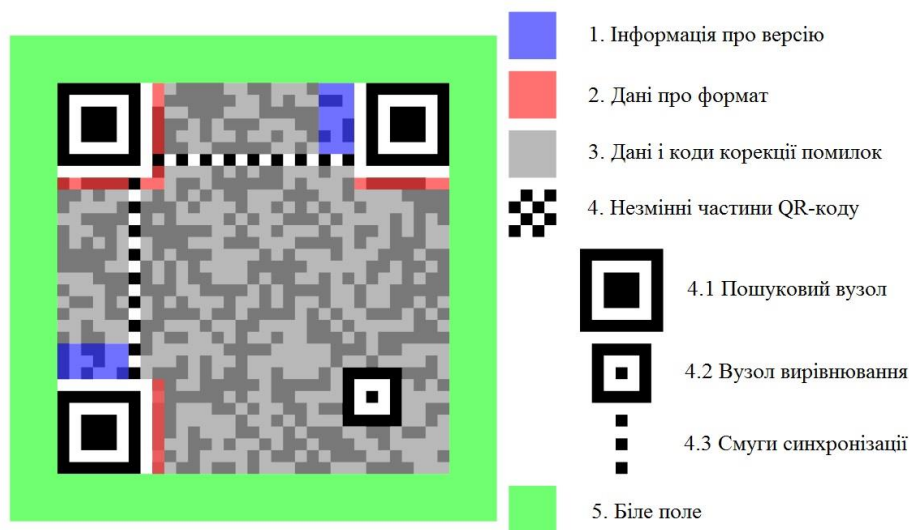 1. Інформація про версію
2. Дані про формат
3. Дані і коди корекції помилок
4. Незмінні частини QR-коду
4.1 Пошуковий вузол
4.2 Вузол вирівнювання
4.3 Смуги синхронізації
5. Біле поле